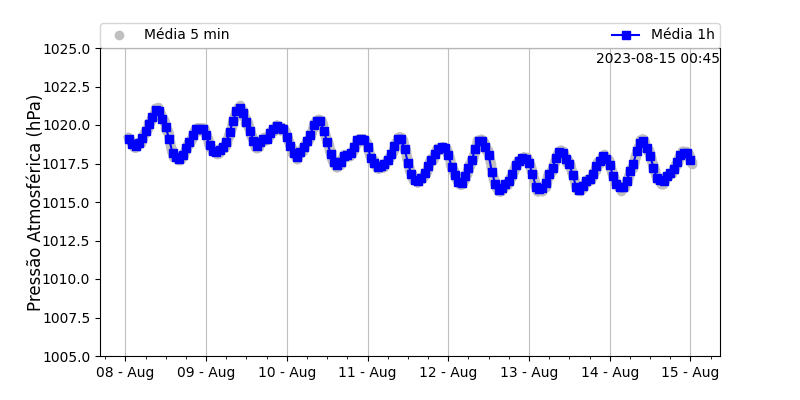 Média 5 min
Média 1h
2023-08-15 00:45
Pressão Atmosférica (hPa)
1025.0
1022.5
1020.0
1017.5
1015.0
1012.5
1010.0
1007.5
1005.0
08 - Aug
09 - Aug
10 - Aug
11 - Aug
12 - Aug
13 - Aug
14 - Aug
15 - Aug